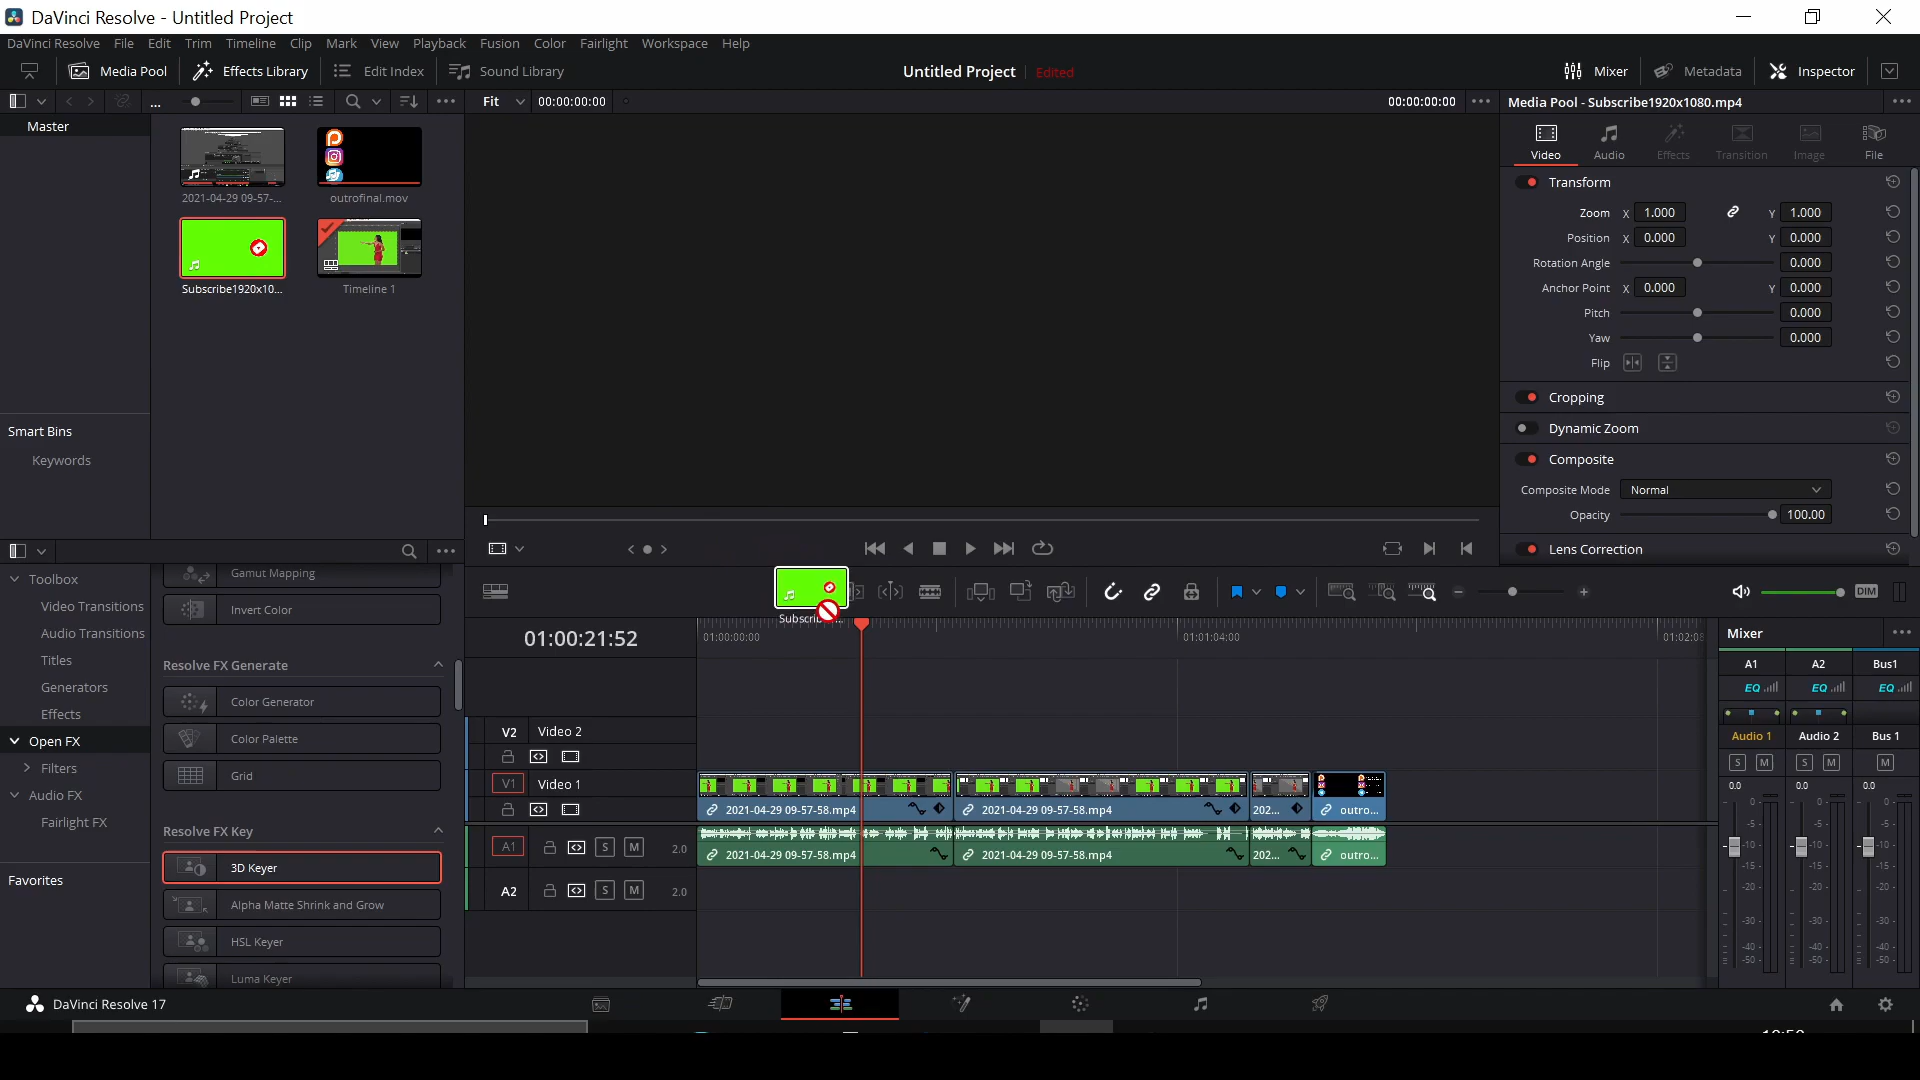 DaVinci Resolve - Untitled Project
DaVinci Resolve File Edit Trim Timeline Clip Mark View Playback Fusion Color Fairlight Workspace Help
Media Pool Effects Library Edit Index Sound Library Untitled Project Edited Mixer Metadata Inspector
... Fit 00:00:00:00 00:00:00:00 Media Pool - Subscribe1920x1080.mp4
Master
Video Audio Effects Transition Image File
2021-04-29 09-57-... outrofinal.mov
Subscribe1920x10... Timeline 1
Transform
Zoom X 1.000 Y 1.000
Position X 0.000 Y 0.000
Rotation Angle 0.000
Anchor Point X 0.000 Y 0.000
Pitch 0.000
Yaw 0.000
Flip
Cropping
Dynamic Zoom
Composite
Composite Mode Normal
Opacity 100.00
Lens Correction
Smart Bins
Keywords
Toolbox
Video Transitions
Audio Transitions
Titles
Generators
Effects
Open FX
Filters
Audio FX
Fairlight FX
Favorites
Gamut Mapping
Invert Color
Resolve FX Generate
Color Generator
Color Palette
Grid
Resolve FX Key
3D Keyer
Alpha Matte Shrink and Grow
HSL Keyer
Luma Keyer
DIM
01:00:21:52 01:00:00:00 01:01:04:00 01:02:08
V2 Video 2
V1 Video 1
2021-04-29 09-57-58.mp4 2021-04-29 09-57-58.mp4 202... outro...
A1 S M 2.0
2021-04-29 09-57-58.mp4 2021-04-29 09-57-58.mp4 202... outro...
A2 S M 2.0
Mixer
A1 A2 Bus1
EQ EQ EQ
Audio 1 Audio 2 Bus 1
S M S M M
0.0 0.0 0.0
0- 0- 0-
-5- -5- -5-
-10- -10- -10-
-15- -15- -15-
-20- -20- -20-
-30- -30- -30-
-40- -40- -40-
-50- -50- -50-
DaVinci Resolve 17